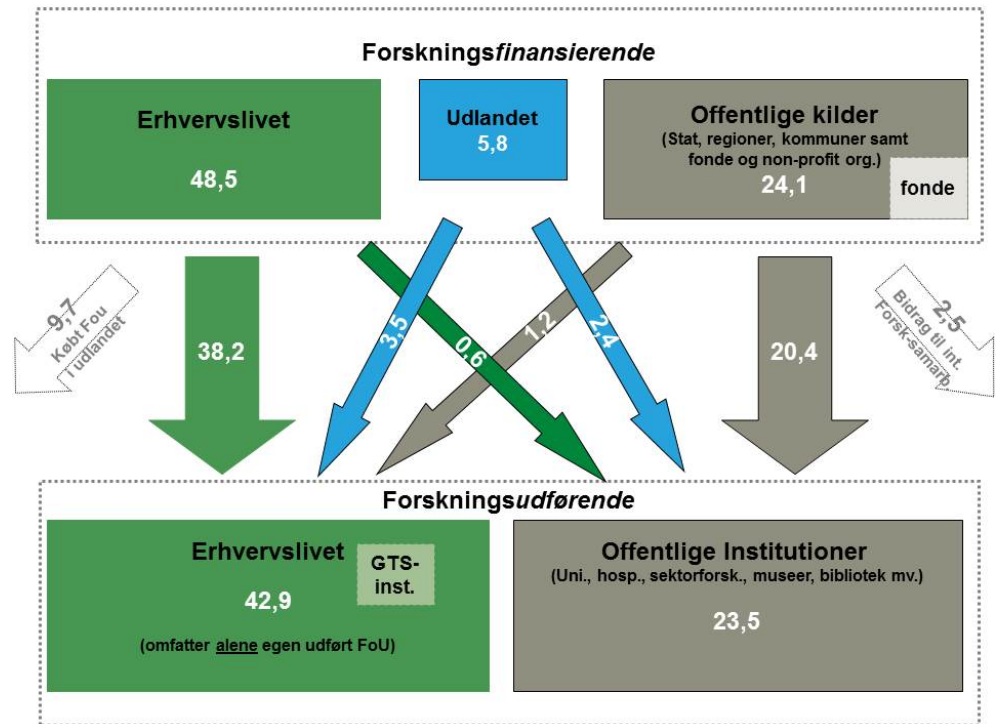 Forskningsfinansierende
Erhvervslivet
48,5
Udlandet
5,8
Offentlige kilder
(Stat, regioner, kommuner samt
fonde og non-profit org.)
24,1
fonde
9,7
Købt Fou
i udlandet
38,2
3,5
0,6
1,2
2,4
20,4
2,5
Bidrag til int.
Forsk-samarb.
Forskningsudførende
Erhvervslivet
GTS-
inst.
42,9
(omfatter alene egen udført FoU)
Offentlige Institutioner
(Uni., hosp., sektorforsk., museer, bibliotek mv.)
23,5